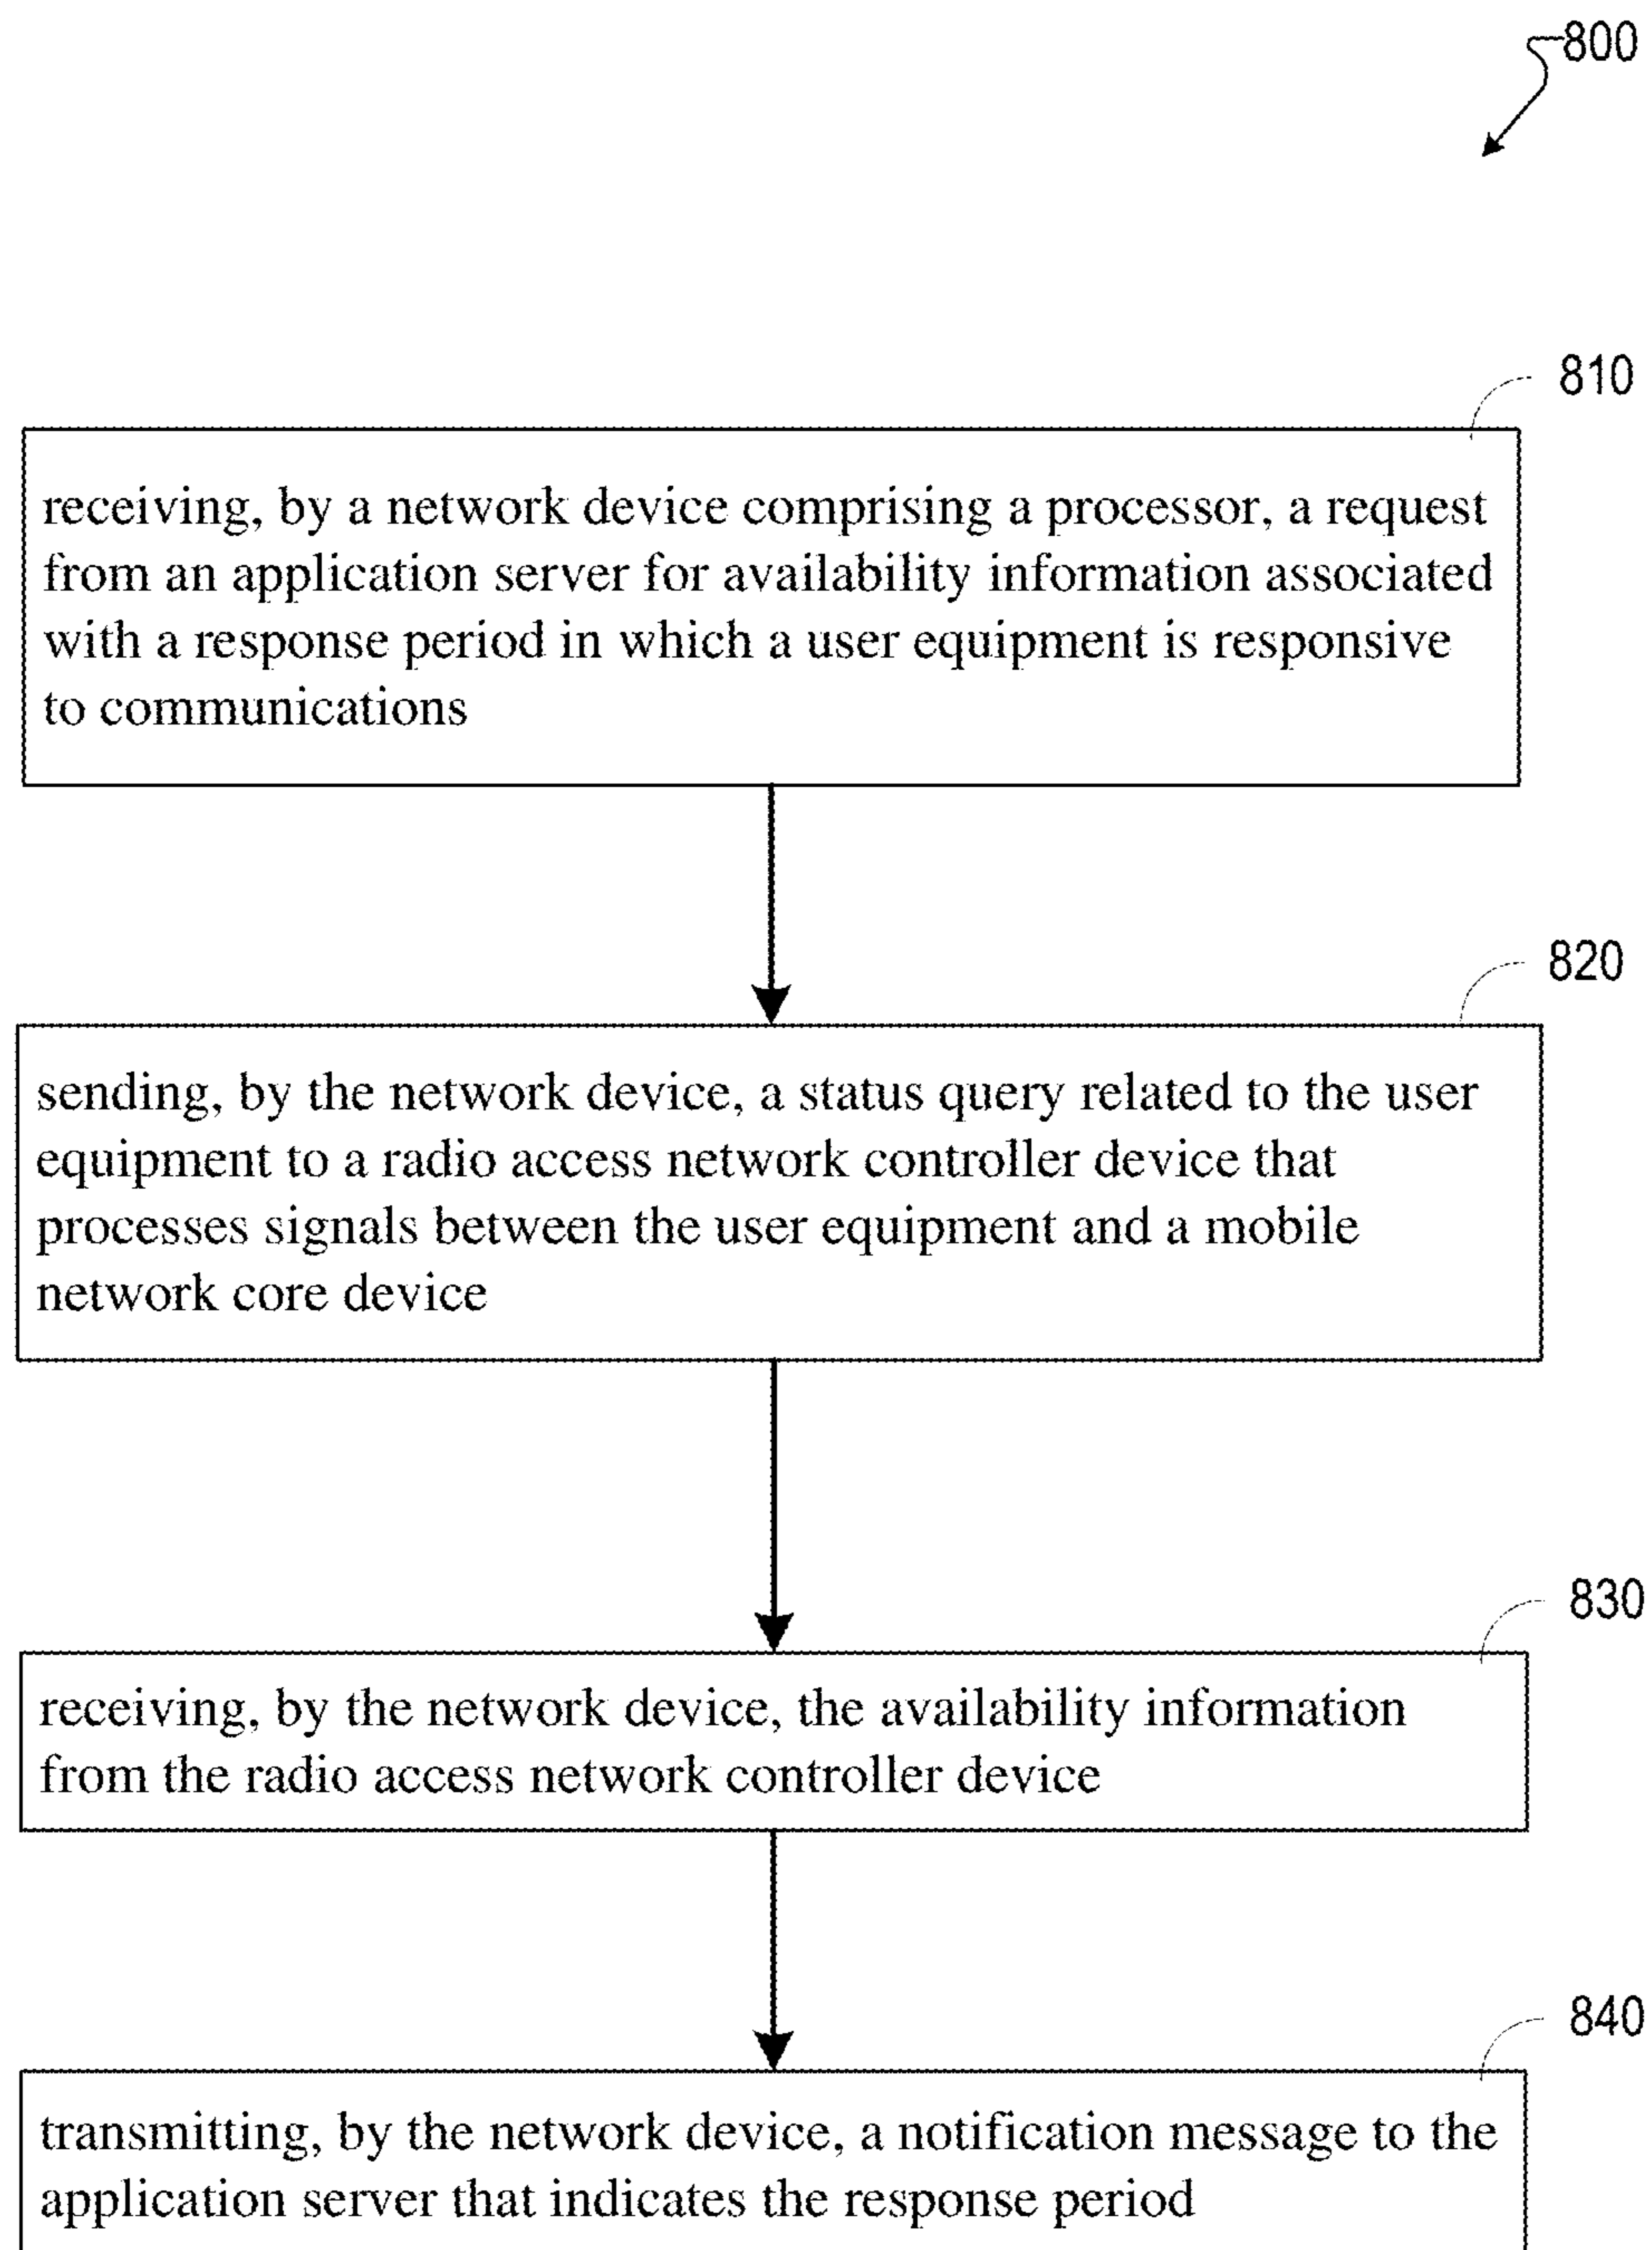 800
810
receiving, by a network device comprising a processor, a request
from an application server for availability information associated
with a response period in which a user equipment is responsive
to communications
820
sending, by the network device, a status query related to the user
equipment to a radio access network controller device that
processes signals between the user equipment and a mobile
network core device
830
receiving, by the network device, the availability information
from the radio access network controller device
840
transmitting, by the network device, a notification message to the
application server that indicates the response period